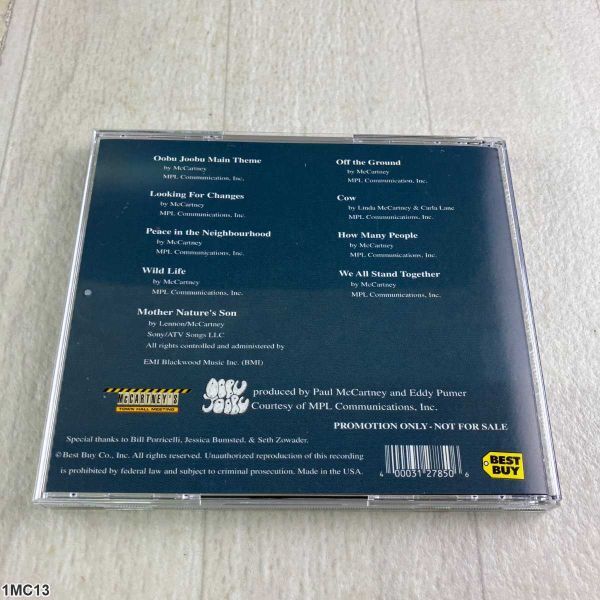 Oobu Joobu Main Theme
by McCartney
MPL Communication, Inc.
Looking For Changes
by McCartney
MPL Communications, Inc.
Peace in the Neighbourhood
by McCartney
MPL Communications, Inc.
Wild Life
by McCartney
MPL Communications, Inc.
Mother Nature's Son
by Lennon/McCartney
Sony/ATV Songs LLC
All rights controlled and administered by
EMI Blackwood Music Inc. (BMI)
Off the Ground
by McCartney
MPL Communication, Inc.
Cow
by Linda McCartney & Carla Lane
MPL Communications, Inc.
How Many People
by McCartney
MPL Communications, Inc.
We All Stand Together
by McCartney
MPL Communications, Inc.
McCARTNEY'S
TOWN HALL MEETING
OOBU
JOOBU
produced by Paul McCartney and Eddy Pumer
Courtesy of MPL Communications, Inc.
PROMOTION ONLY - NOT FOR SALE
Special thanks to Bill Porricelli, Jessica Bumsted, & Seth Zowader.
©Best Buy Co., Inc. All rights reserved. Unauthorized reproduction of this recording
is prohibited by federal law and subject to criminal prosecution. Made in the USA.
4 00031 27850 6
BEST
BUY
1MC13